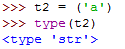 >>> t2 = ('a')
>>> type(t2)
<type 'str'>